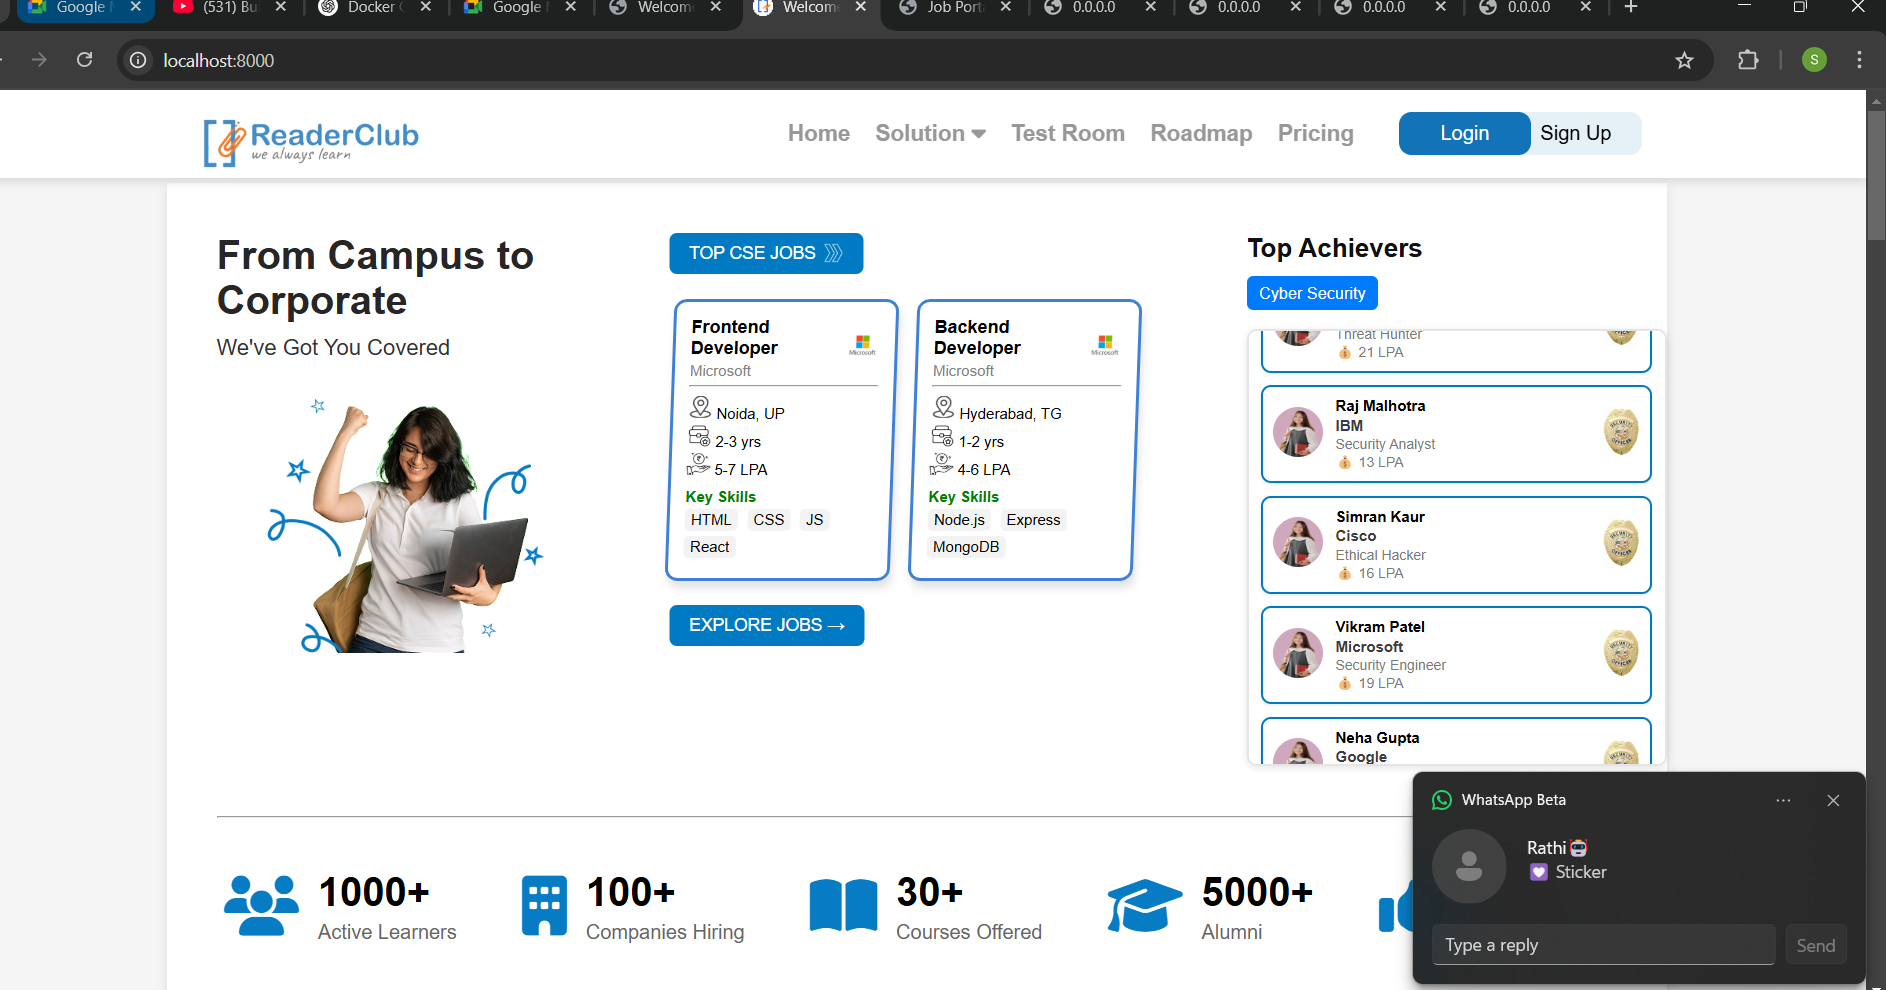 Google
(531) Bu
Docker
Google
Welcome
Welcome
Job Port
0.0.0.0
0.0.0.0
0.0.0.0
0.0.0.0
localhost:8000
S
ReaderClub
we always learn
Home
Solution
Test Room
Roadmap
Pricing
Login
Sign Up
From Campus to
Corporate
We've Got You Covered
TOP CSE JOBS
Frontend
Developer
Microsoft
Microsoft
Noida, UP
2-3 yrs
5-7 LPA
Key Skills
HTML CSS JS
React
Backend
Developer
Microsoft
Microsoft
Hyderabad, TG
1-2 yrs
4-6 LPA
Key Skills
Node.js Express
MongoDB
EXPLORE JOBS →
Top Achievers
Cyber Security
Threat Hunter
21 LPA
Raj Malhotra
IBM
Security Analyst
13 LPA
Simran Kaur
Cisco
Ethical Hacker
16 LPA
Vikram Patel
Microsoft
Security Engineer
19 LPA
Neha Gupta
Google
1000+
Active Learners
100+
Companies Hiring
30+
Courses Offered
5000+
Alumni
WhatsApp Beta
Rathi
Sticker
Type a reply
Send